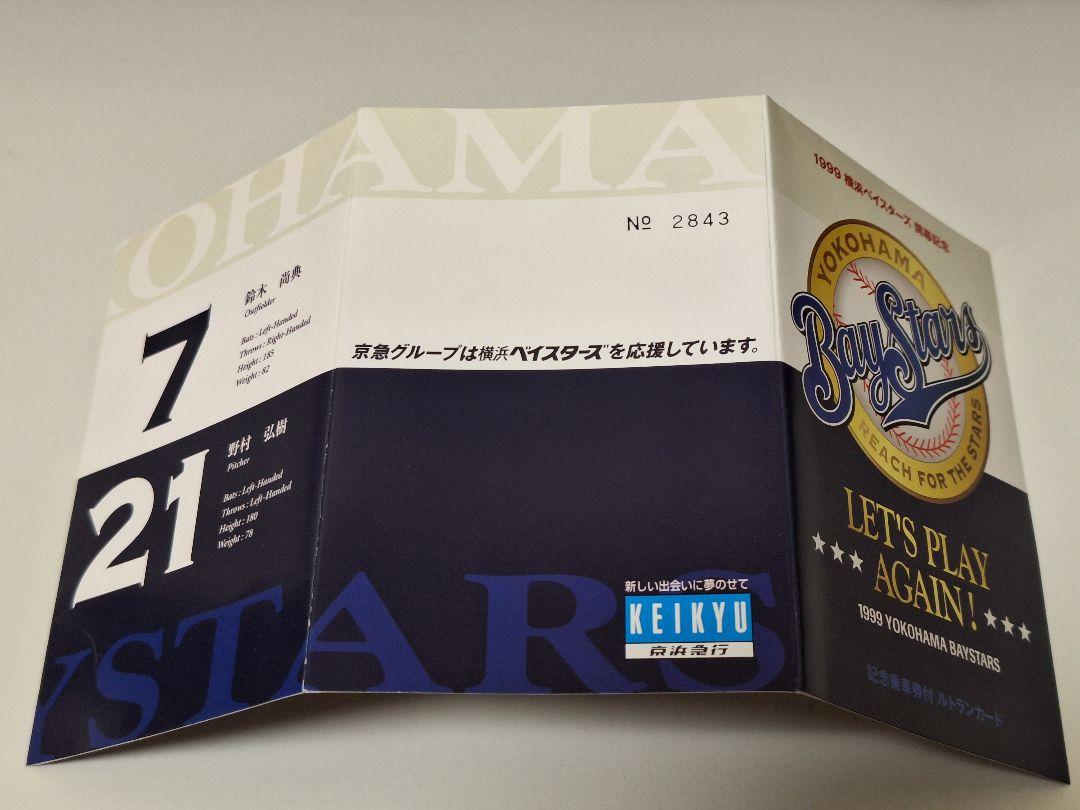 OHAMA
7
鈴木 尚典
Outfielder
Bats : Left-Handed
Throws : Right-Handed
Height : 185
Weight : 82
21
野村 弘樹
Pitcher
Bats : Left-Handed
Throws : Left-Handed
Height : 180
Weight : 78
YSTARS
№ 2843
京急グループは横浜ベイスターズを応援しています。
新しい出会いに夢のせて
KEIKYU
京浜急行
1999 横浜ベイスターズ 開幕記念
YOKOHAMA
BayStars
REACH FOR THE STARS
LET'S PLAY
AGAIN!
1999 YOKOHAMA BAYSTARS
記念乗車券付 ルトランカード